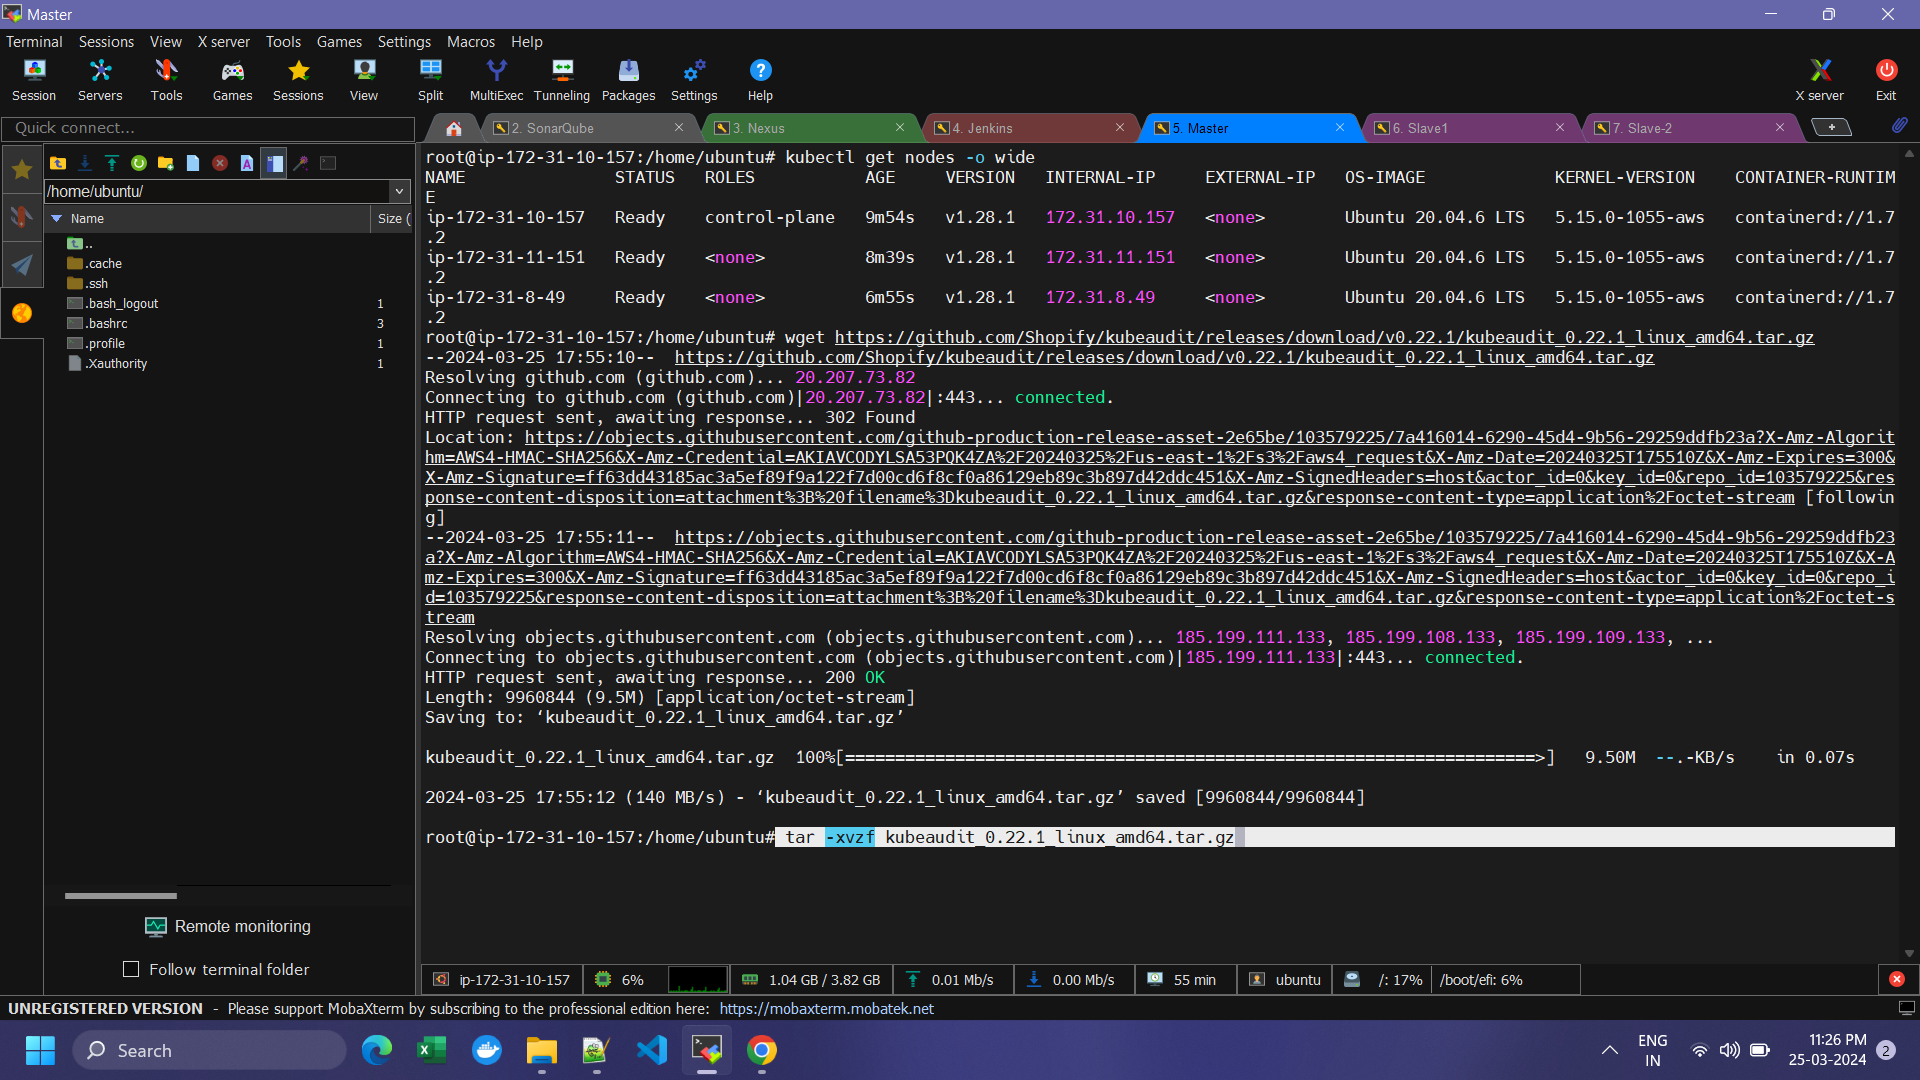 Master
Terminal Sessions View X server Tools Games Settings Macros Help
Session Servers Tools Games Sessions View Split MultiExec Tunneling Packages Settings Help X server Exit
Quick connect...
2. SonarQube 3. Nexus 4. Jenkins 5. Master 6. Slave1 7. Slave-2
/home/ubuntu/
Name Size (
..
.cache
.ssh
.bash_logout 1
.bashrc 3
.profile 1
.Xauthority 1
Remote monitoring
Follow terminal folder
root@ip-172-31-10-157:/home/ubuntu# kubectl get nodes -o wide
NAME STATUS ROLES AGE VERSION INTERNAL-IP EXTERNAL-IP OS-IMAGE KERNEL-VERSION CONTAINER-RUNTIM
E
ip-172-31-10-157 Ready control-plane 9m54s v1.28.1 172.31.10.157 <none> Ubuntu 20.04.6 LTS 5.15.0-1055-aws containerd://1.7
.2
ip-172-31-11-151 Ready <none> 8m39s v1.28.1 172.31.11.151 <none> Ubuntu 20.04.6 LTS 5.15.0-1055-aws containerd://1.7
.2
ip-172-31-8-49 Ready <none> 6m55s v1.28.1 172.31.8.49 <none> Ubuntu 20.04.6 LTS 5.15.0-1055-aws containerd://1.7
.2
root@ip-172-31-10-157:/home/ubuntu# wget https://github.com/Shopify/kubeaudit/releases/download/v0.22.1/kubeaudit_0.22.1_linux_amd64.tar.gz
--2024-03-25 17:55:10-- https://github.com/Shopify/kubeaudit/releases/download/v0.22.1/kubeaudit_0.22.1_linux_amd64.tar.gz
Resolving github.com (github.com)... 20.207.73.82
Connecting to github.com (github.com)|20.207.73.82|:443... connected.
HTTP request sent, awaiting response... 302 Found
Location: https://objects.githubusercontent.com/github-production-release-asset-2e65be/103579225/7a416014-6290-45d4-9b56-29259ddfb23a?X-Amz-Algorit
hm=AWS4-HMAC-SHA256&X-Amz-Credential=AKIAVCODYLSA53PQK4ZA%2F20240325%2Fus-east-1%2Fs3%2Faws4_request&X-Amz-Date=20240325T175510Z&X-Amz-Expires=300&
X-Amz-Signature=ff63dd43185ac3a5ef89f9a122f7d00cd6f8cf0a86129eb89c3b897d42ddc451&X-Amz-SignedHeaders=host&actor_id=0&key_id=0&repo_id=103579225&res
ponse-content-disposition=attachment%3B%20filename%3Dkubeaudit_0.22.1_linux_amd64.tar.gz&response-content-type=application%2Foctet-stream [followin
g]
--2024-03-25 17:55:11-- https://objects.githubusercontent.com/github-production-release-asset-2e65be/103579225/7a416014-6290-45d4-9b56-29259ddfb23
a?X-Amz-Algorithm=AWS4-HMAC-SHA256&X-Amz-Credential=AKIAVCODYLSA53PQK4ZA%2F20240325%2Fus-east-1%2Fs3%2Faws4_request&X-Amz-Date=20240325T175510Z&X-A
mz-Expires=300&X-Amz-Signature=ff63dd43185ac3a5ef89f9a122f7d00cd6f8cf0a86129eb89c3b897d42ddc451&X-Amz-SignedHeaders=host&actor_id=0&key_id=0&repo_i
d=103579225&response-content-disposition=attachment%3B%20filename%3Dkubeaudit_0.22.1_linux_amd64.tar.gz&response-content-type=application%2Foctet-s
tream
Resolving objects.githubusercontent.com (objects.githubusercontent.com)... 185.199.111.133, 185.199.108.133, 185.199.109.133, ...
Connecting to objects.githubusercontent.com (objects.githubusercontent.com)|185.199.111.133|:443... connected.
HTTP request sent, awaiting response... 200 OK
Length: 9960844 (9.5M) [application/octet-stream]
Saving to: ‘kubeaudit_0.22.1_linux_amd64.tar.gz’
kubeaudit_0.22.1_linux_amd64.tar.gz 100%[=====================================================================>] 9.50M --.-KB/s in 0.07s
2024-03-25 17:55:12 (140 MB/s) - ‘kubeaudit_0.22.1_linux_amd64.tar.gz’ saved [9960844/9960844]
root@ip-172-31-10-157:/home/ubuntu# tar -xvzf kubeaudit_0.22.1_linux_amd64.tar.gz
ip-172-31-10-157 6% 1.04 GB / 3.82 GB 0.01 Mb/s 0.00 Mb/s 55 min ubuntu /: 17% /boot/efi: 6%
UNREGISTERED VERSION - Please support MobaXterm by subscribing to the professional edition here: https://mobaxterm.mobatek.net
Search
ENG
IN
11:26 PM
25-03-2024
2